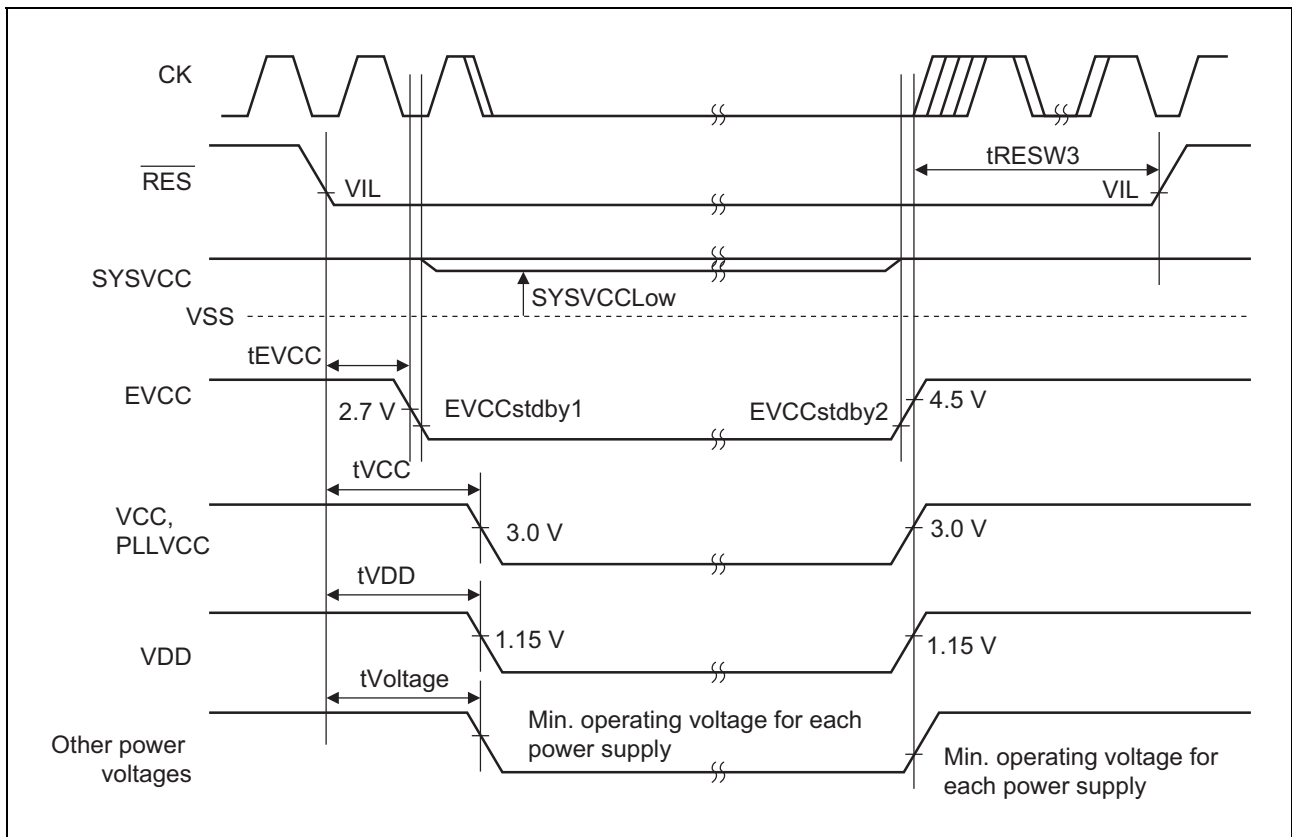 CK
RES
VIL
tRESW3
VIL
SYSVCC
SYSVCCLow
VSS
tEVCC
EVCC
2.7 V
EVCCstdby1
EVCCstdby2
4.5 V
tVCC
VCC,
PLLVCC
3.0 V
3.0 V
tVDD
VDD
1.15 V
1.15 V
tVoltage
Other power
voltages
Min. operating voltage for each
power supply
Min. operating voltage for
each power supply